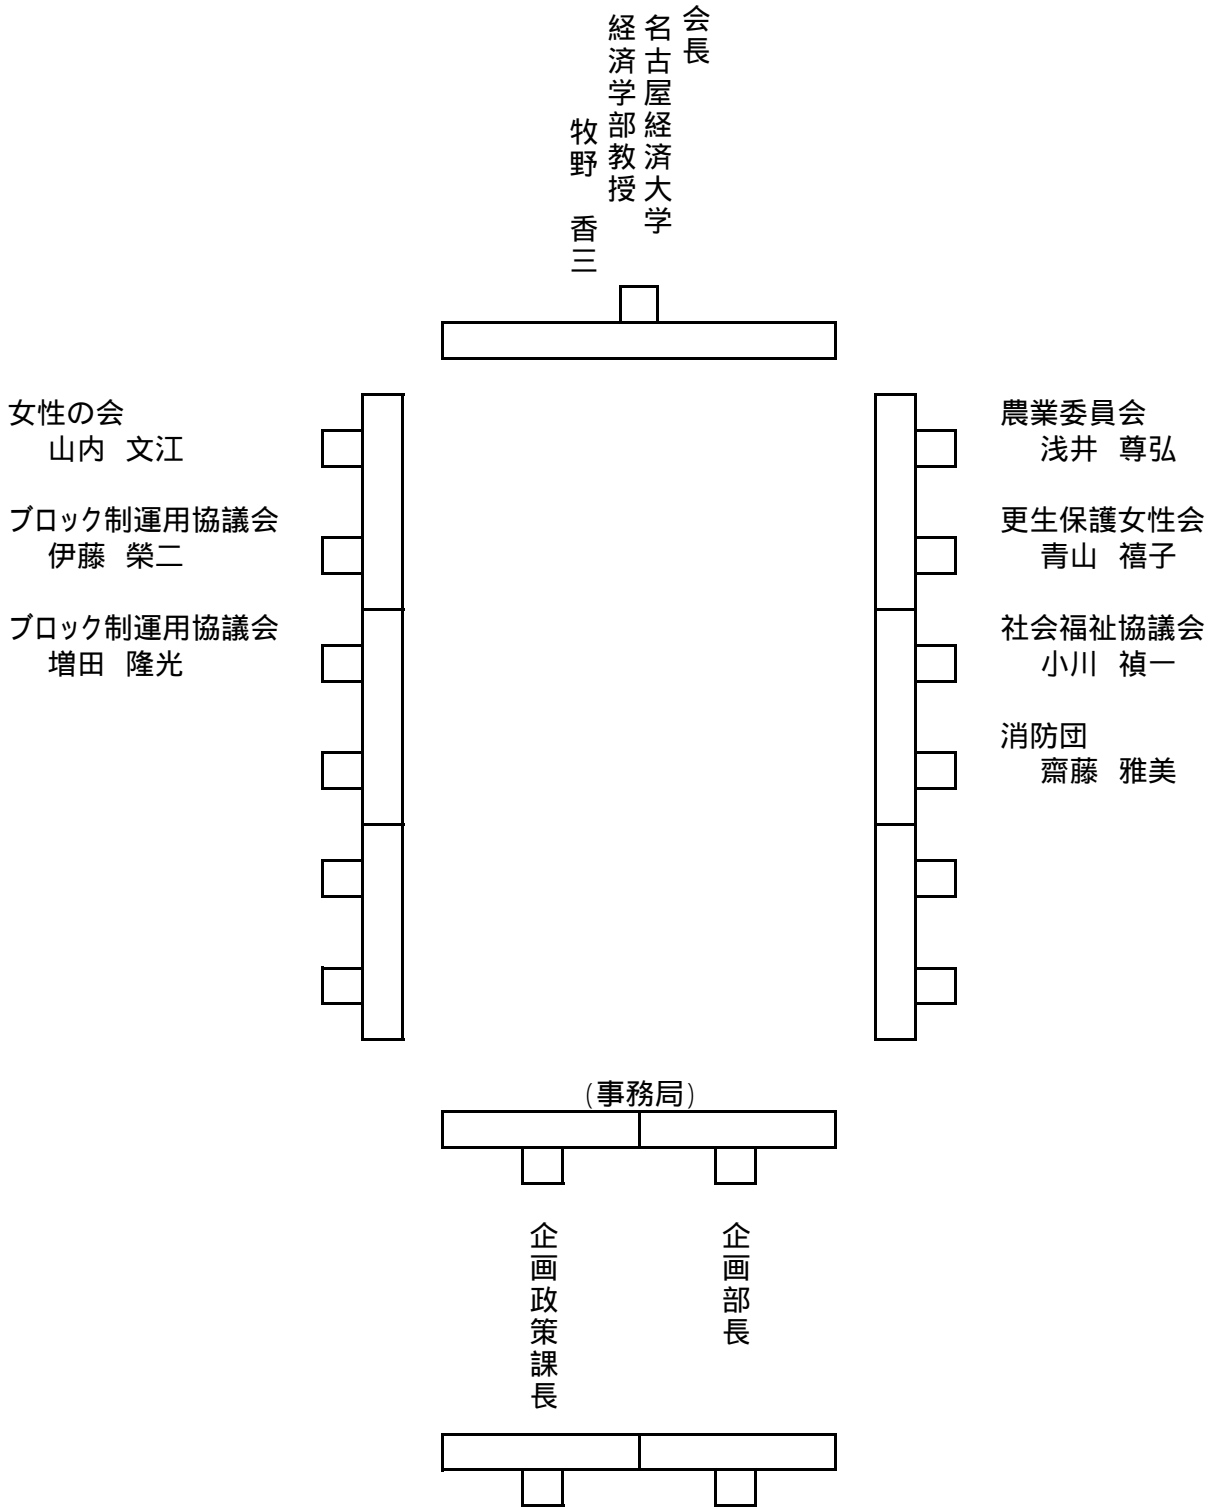 会長
名古屋経済大学
経済学部教授
牧野 香三
女性の会
山内 文江
ブロック制運用協議会
伊藤 榮二
ブロック制運用協議会
増田 隆光
農業委員会
浅井 尊弘
更生保護女性会
青山 禧子
社会福祉協議会
小川 禎一
消防団
齋藤 雅美
(事務局)
企画政策課長
企画部長